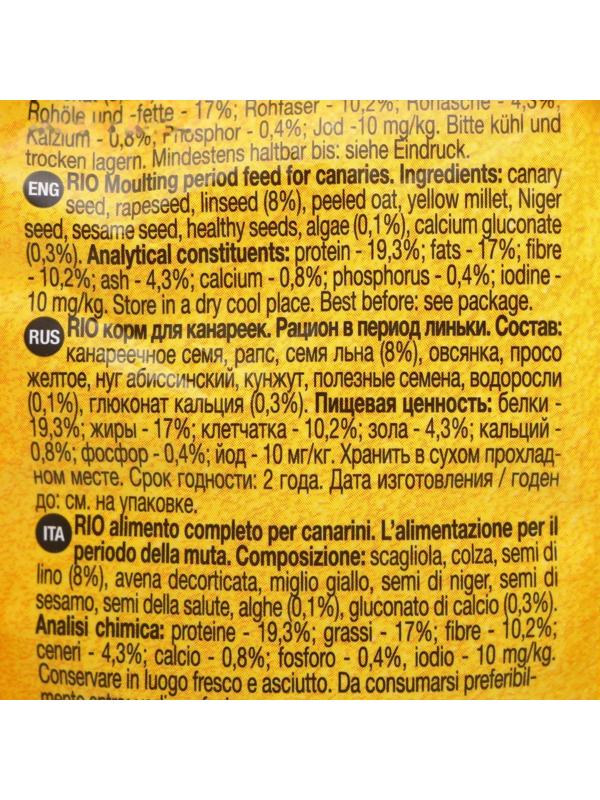 Rohöle und -fette - 17%; Rohfaser - 10,2%; Rohasche - 4,3%;
Kalzium - 0,8%; Phosphor - 0,4%; Jod -10 mg/kg. Bitte kühl und
trocken lagern. Mindestens haltbar bis: siehe Eindruck.
ENG RIO Moulting period feed for canaries. Ingredients: canary
seed, rapeseed, linseed (8%), peeled oat, yellow millet, Niger
seed, sesame seed, healthy seeds, algae (0,1%), calcium gluconate
(0,3%). Analytical constituents: protein - 19,3%; fats - 17%; fibre
- 10,2%; ash - 4,3%; calcium - 0,8%; phosphorus - 0,4%; iodine -
10 mg/kg. Store in a dry cool place. Best before: see package.
RUS RIO корм для канареек. Рацион в период линьки. Состав:
канареечное семя, рапс, семя льна (8%), овсянка, просо
желтое, нуг абиссинский, кунжут, полезные семена, водоросли
(0,1%), глюконат кальция (0,3%). Пищевая ценность: белки -
19,3%; жиры - 17%; клетчатка - 10,2%; зола - 4,3%; кальций -
0,8%; фосфор - 0,4%; йод - 10 мг/кг. Хранить в сухом прохлад-
ном месте. Срок годности: 2 года. Дата изготовления / годен
до: см. на упаковке.
ITA RIO alimento completo per canarini. L'alimentazione per il
periodo della muta. Composizione: scagliola, colza, semi di
lino (8%), avena decorticata, miglio giallo, semi di niger, semi di
sesamo, semi della salute, alghe (0,1%), gluconato di calcio (0,3%).
Analisi chimica: proteine - 19,3%; grassi - 17%; fibre - 10,2%;
ceneri - 4,3%; calcio - 0,8%; fosforo - 0,4%, iodio - 10 mg/kg.
Conservare in luogo fresco e asciutto. Da consumarsi preferibil-